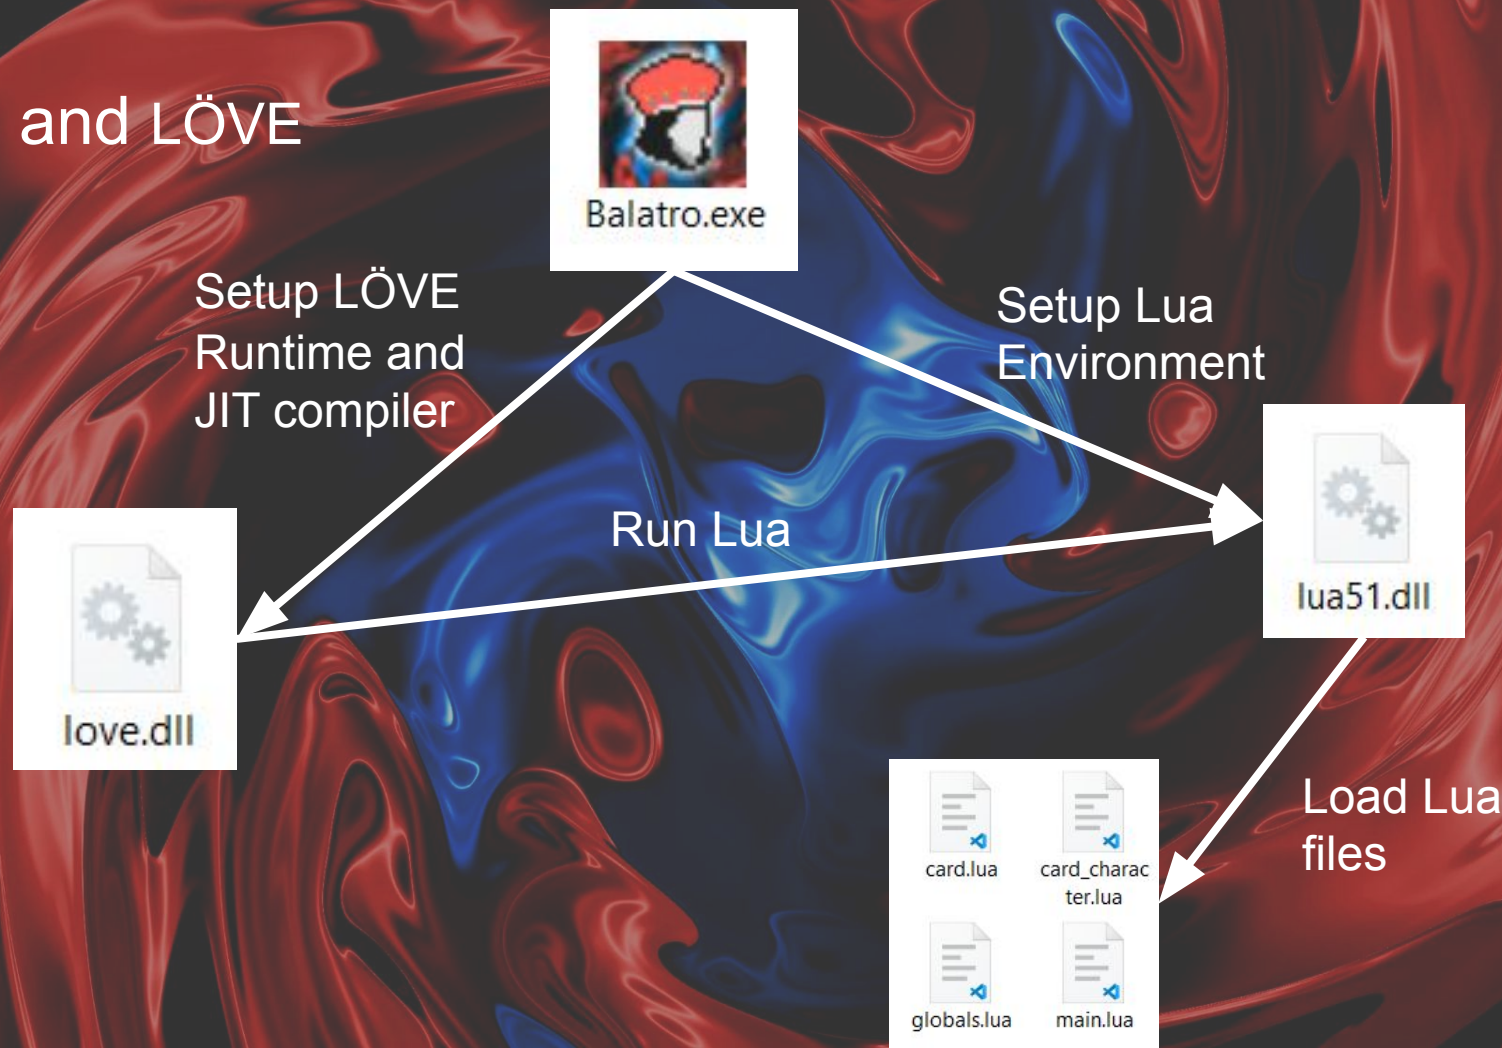 and LÖVE
Balatro.exe
Setup LÖVE
Runtime and
JIT compiler
Setup Lua
Environment
Run Lua
lua51.dll
love.dll
Load Lua
files
card.lua
card_charac
ter.lua
globals.lua
main.lua